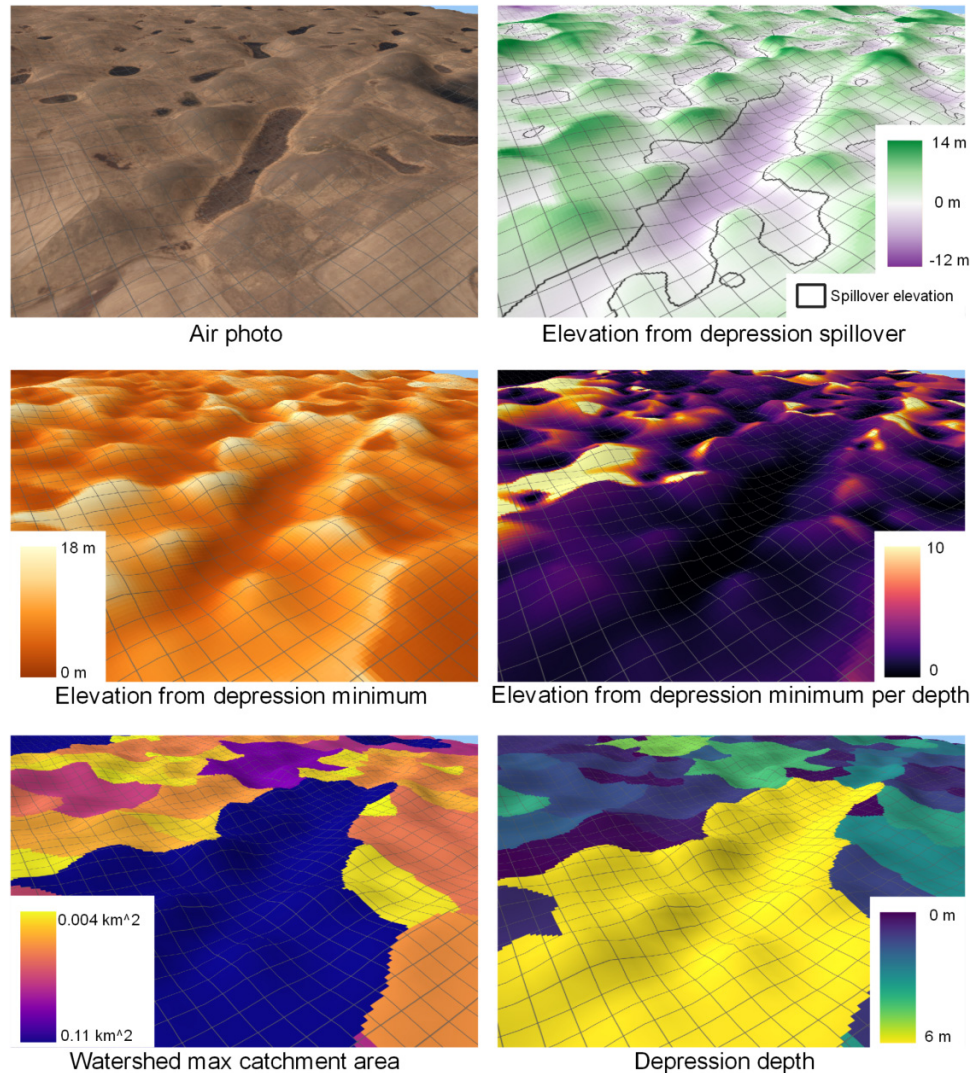 14 m
0 m
-12 m
Spillover elevation
Air photo
Elevation from depression spillover
18 m
0 m
10
0
Elevation from depression minimum
Elevation from depression minimum per depth
0.004 km^2
0.11 km^2
0 m
6 m
Watershed max catchment area
Depression depth